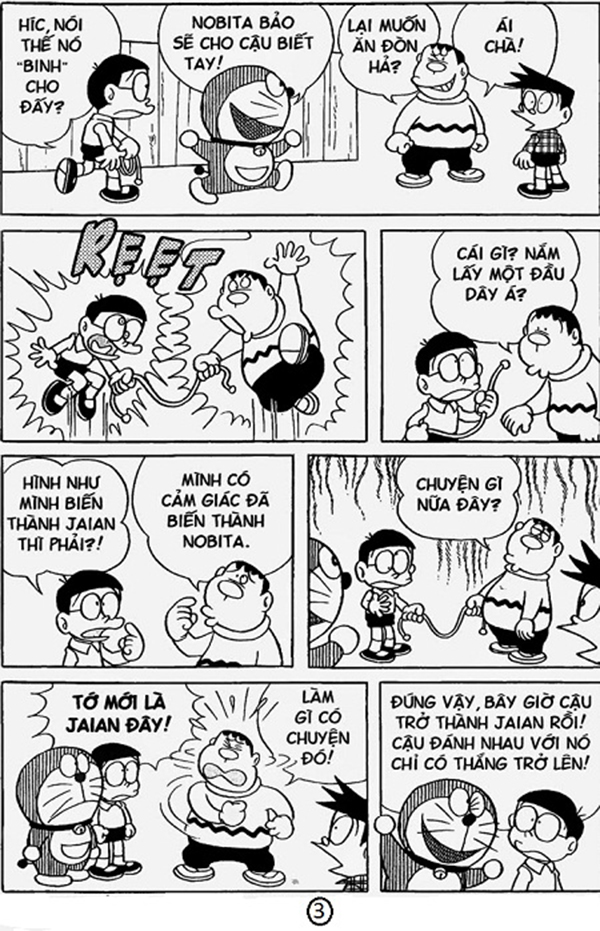 ÁI
CHÀ!
LẠI MUỐN
ĂN ĐÒN
HẢ?
NOBITA BẢO
SẼ CHO CẬU BIẾT
TAY!
HÍC, NÓI
THẾ NÓ
"BINH"
CHO
ĐẤY?
CÁI GÌ? NẮM
LẤY MỘT ĐẦU
DÂY Á?
RẸẸT
CHUYỆN GÌ
NỮA ĐÂY?
MÌNH CÓ
CẢM GIÁC ĐÃ
BIẾN THÀNH
NOBITA.
HÌNH NHƯ
MÌNH BIẾN
THÀNH JAIAN
THÌ PHẢI?!
ĐÚNG VẬY, BÂY GIỜ CẬU
TRỞ THÀNH JAIAN RỒI!
CẬU ĐÁNH NHAU VỚI NÓ
CHỈ CÓ THẮNG TRỞ LÊN!
LÀM
GÌ CÓ
CHUYỆN
ĐÓ!
TỚ MỚI LÀ
JAIAN ĐÂY!
3